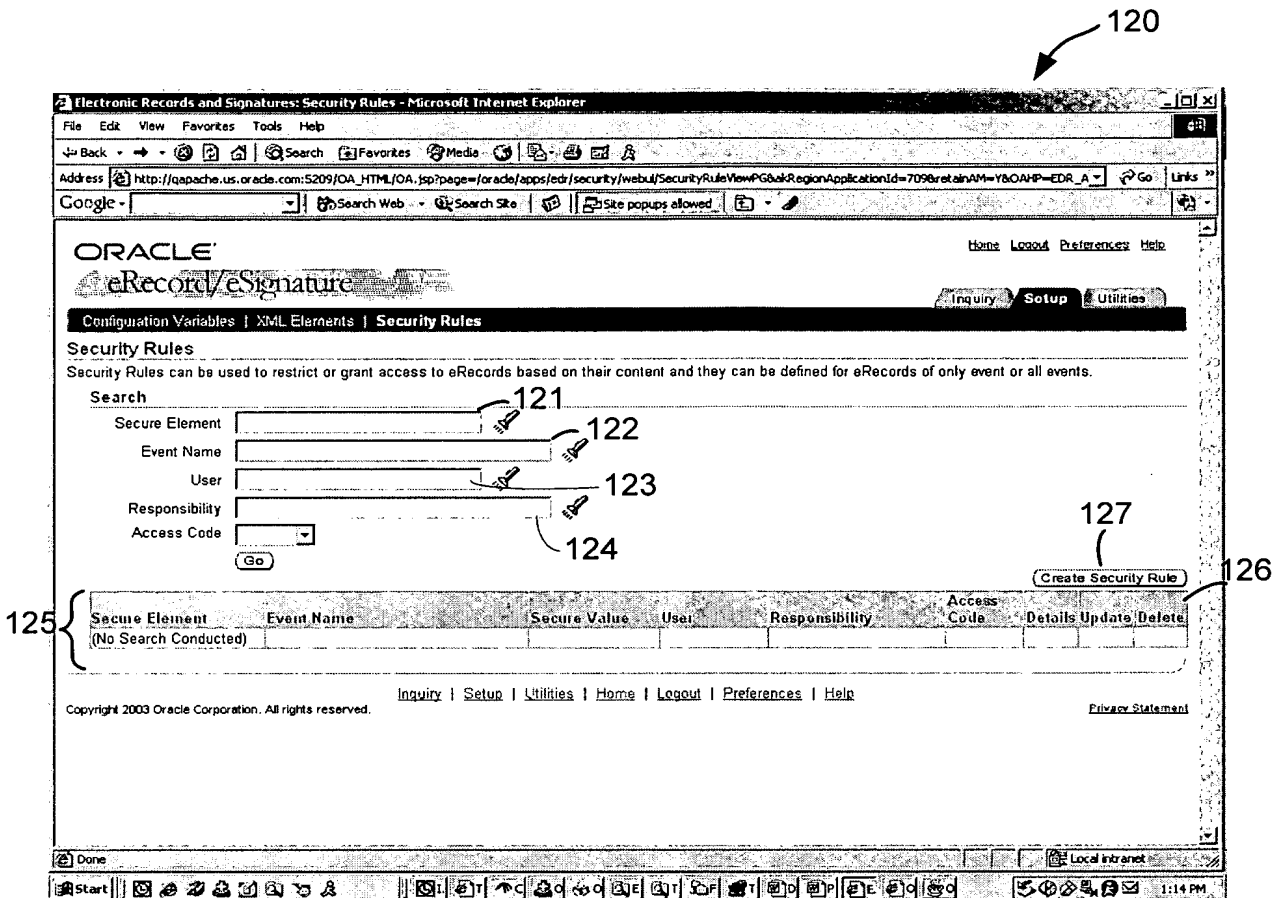 120
Electronic Records and Signatures: Security Rules - Microsoft Internet Explorer
File Edit View Favorites Tools Help
Back Search Favorites Media
Address http://qapache.us.oracle.com:5209/OA_HTML/OA.jsp?page=/oracle/apps/edr/security/webui/SecurityRuleViewPG&akRegionApplicationId=709&retainAM=Y&OAHP=EDR_A Go Links »
Google Search Web Search Site Site popups allowed
ORACLE
Home Logout Preferences Help
eRecord/eSignature
Inquiry Setup Utilities
Configuration Variables | XML Elements | Security Rules
Security Rules
Security Rules can be used to restrict or grant access to eRecords based on their content and they can be defined for eRecords of only event or all events.
Search
121
Secure Element
122
Event Name
User
123
Responsibility
Access Code
124
127
Go
Create Security Rule
126
125
Secure Element Event Name Secure Value User Responsibility Access Code Details Update Delete
(No Search Conducted)
Inquiry | Setup | Utilities | Home | Logout | Preferences | Help
Copyright 2003 Oracle Corporation. All rights reserved.
Privacy Statement
Done
Local intranet
Start
1:14 PM